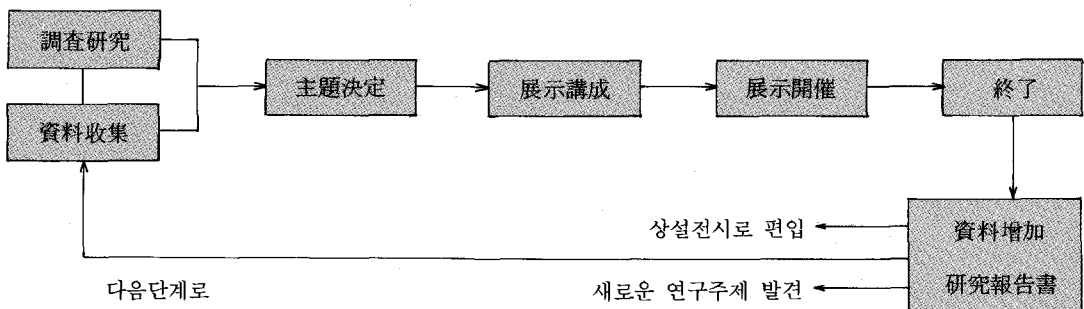 調査研究
資料收集
主題決定
展示講成
展示開催
終了
資料增加
研究報告書
상설전시로 편입
다음단계로
새로운 연구주제 발견